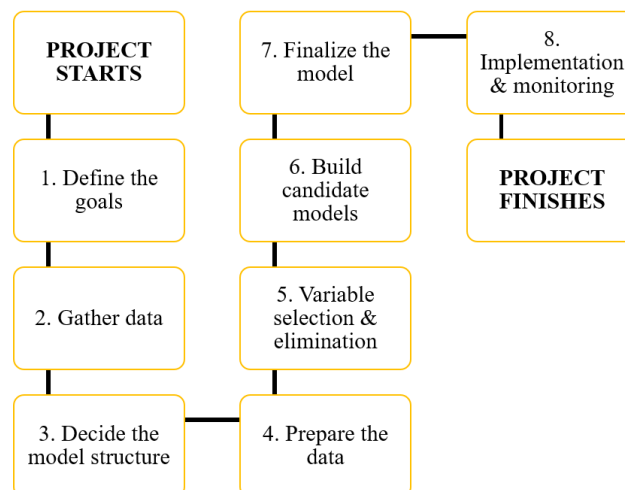 PROJECT
STARTS
1. Define the
goals
2. Gather data
3. Decide the
model structure
4. Prepare the
data
5. Variable
selection &
elimination
6. Build
candidate
models
7. Finalize the
model
8.
Implementation
& monitoring
PROJECT
FINISHES